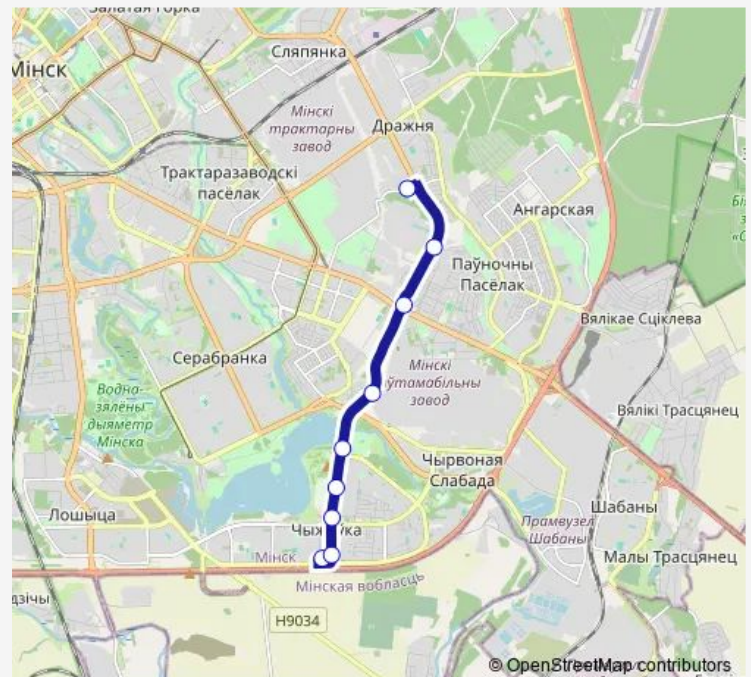 Залатая Горка
Сляпянка
Мінск
Мінскі
трактарны
завод
Дражня
Трактаразаводскі
пасёлак
Ангарская
Паўночны
Пасёлак
Вялікае Сціклева
Серабранка
Мінскі
завод
Водна-
зялёны
дыяметр
Мінска
Вялікі Трасцянец
Чырвоная
Слабада
Шабаны
Лошыца
Прамвузел
Шабаны
Мінск
Малы Трасцянец
Мінская вобласць
H9034
© OpenStreetMap contributors